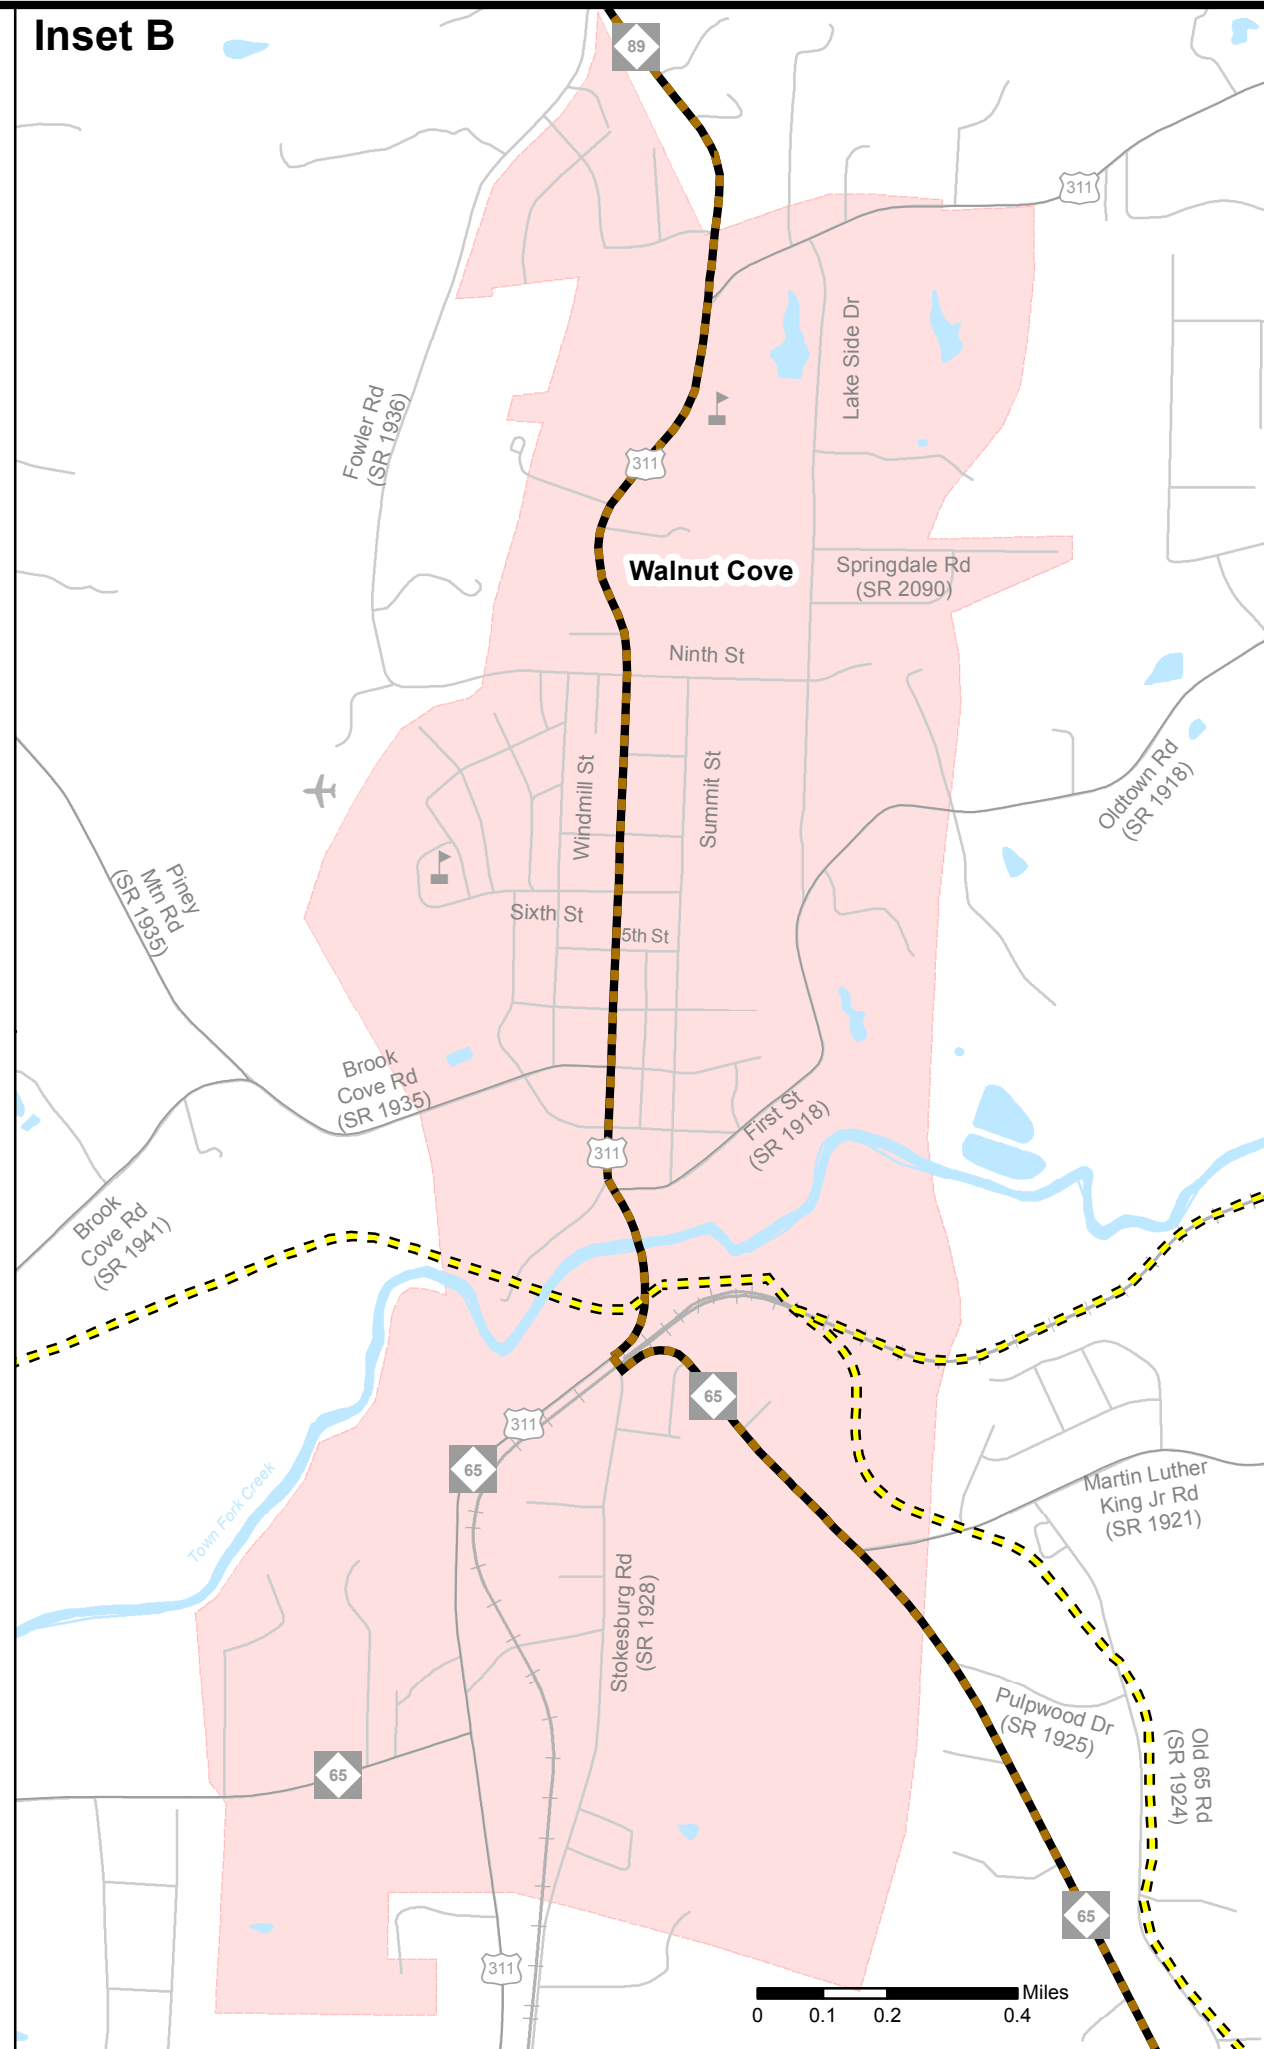 Inset B
89
311
Lake Side Dr
Fowler Rd
(SR 1936)
311
Walnut Cove
Springdale Rd
(SR 2090)
Ninth St
Windmill St
Summit St
Oldtown Rd
(SR 1918)
Piney
Mtn Rd
(SR 1935)
Sixth St
5th St
Brook
Cove Rd
(SR 1935)
First St
(SR 1918)
311
Brook
Cove Rd
(SR 1941)
65
311
65
Town Fork Creek
Martin Luther
King Jr Rd
(SR 1921)
Stokesburg Rd
(SR 1928)
Pulpwood Dr
(SR 1925)
Old 65 Rd
(SR 1924)
65
65
311
Miles
0 0.1 0.2 0.4